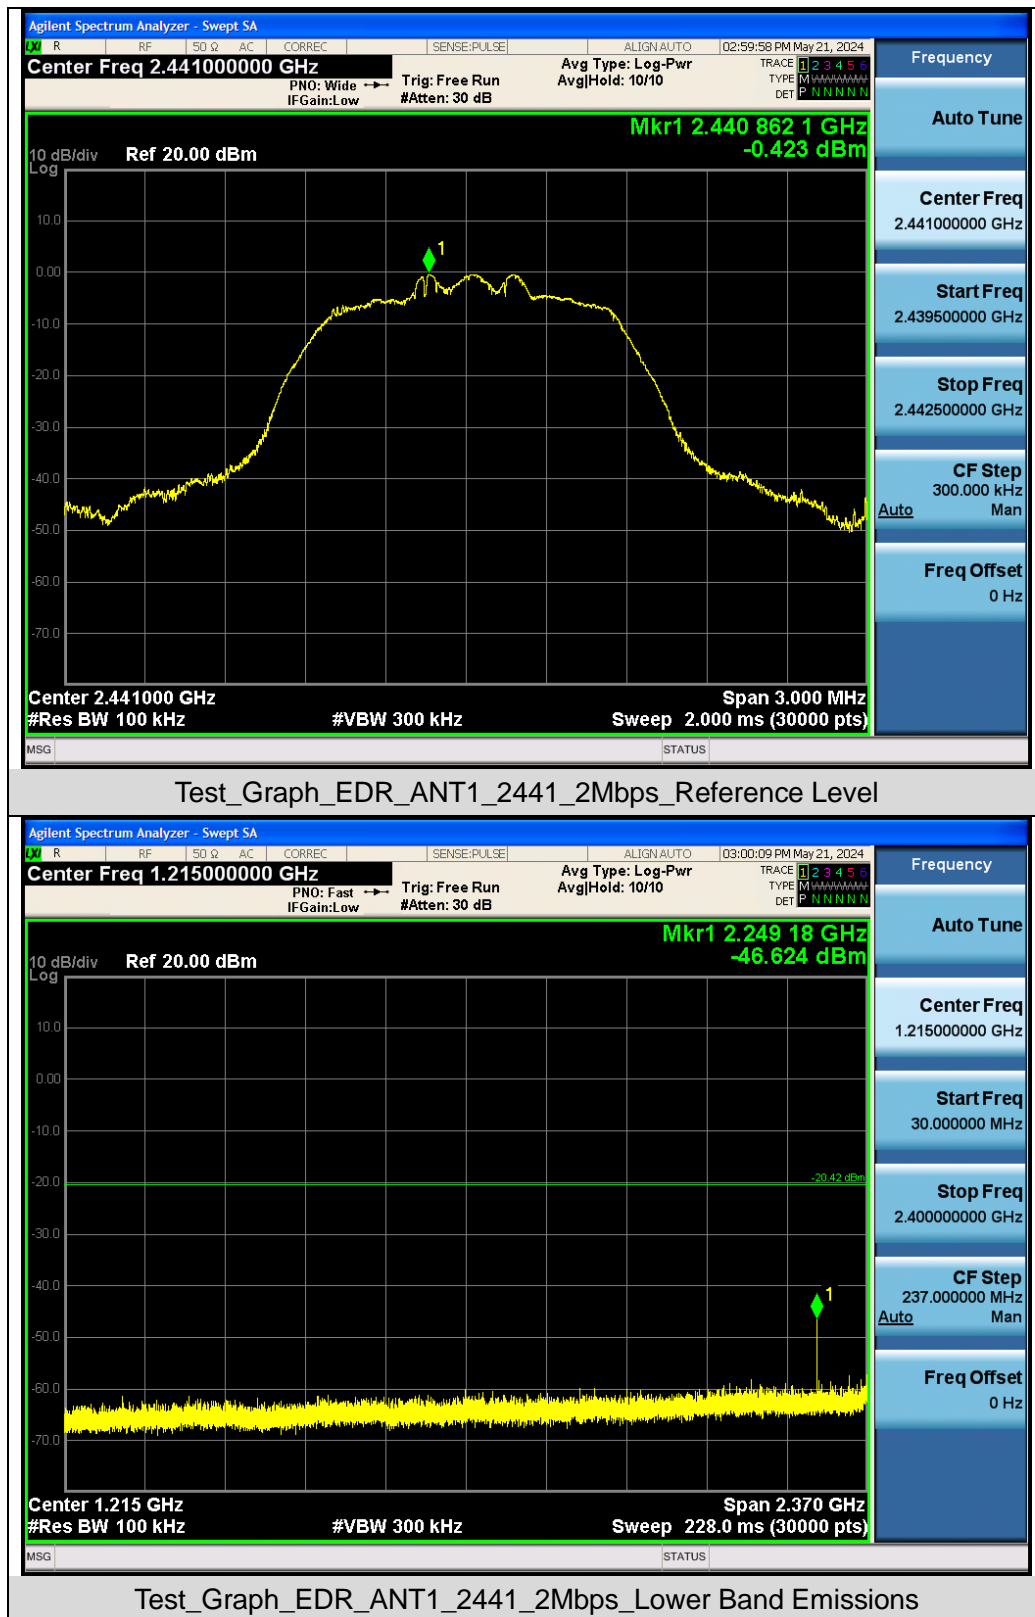 Agilent Spectrum Analyzer - Swept SA
LXI R RF 50 Ω AC CORREC SENSE:PULSE ALIGN AUTO 02:59:58 PM May 21, 2024
Center Freq 2.441000000 GHz
PNO: Wide
IFGain:Low
Trig: Free Run
#Atten: 30 dB
Avg Type: Log-Pwr
Avg|Hold: 10/10
TRACE 1 2 3 4 5 6
TYPE M
DET P N N N N N
Mkr1 2.440 862 1 GHz
-0.423 dBm
10 dB/div Ref 20.00 dBm
Log
10.0
1
0.00
-10.0
-20.0
-30.0
-40.0
-50.0
-60.0
-70.0
Center 2.441000 GHz Span 3.000 MHz
#Res BW 100 kHz #VBW 300 kHz Sweep 2.000 ms (30000 pts)
MSG STATUS
Frequency
Auto Tune
Center Freq
2.441000000 GHz
Start Freq
2.439500000 GHz
Stop Freq
2.442500000 GHz
CF Step
300.000 kHz
Auto Man
Freq Offset
0 Hz
Test_Graph_EDR_ANT1_2441_2Mbps_Reference Level
Agilent Spectrum Analyzer - Swept SA
LXI R RF 50 Ω AC CORREC SENSE:PULSE ALIGN AUTO 03:00:09 PM May 21, 2024
Center Freq 1.215000000 GHz
PNO: Fast
IFGain:Low
Trig: Free Run
#Atten: 30 dB
Avg Type: Log-Pwr
Avg|Hold: 10/10
TRACE 1 2 3 4 5 6
TYPE M
DET P N N N N N
Mkr1 2.249 18 GHz
-46.624 dBm
10 dB/div Ref 20.00 dBm
Log
10.0
0.00
-10.0
-20.0
-20.42 dBm
-30.0
-40.0
1
-50.0
-60.0
-70.0
Center 1.215 GHz Span 2.370 GHz
#Res BW 100 kHz #VBW 300 kHz Sweep 228.0 ms (30000 pts)
MSG STATUS
Frequency
Auto Tune
Center Freq
1.215000000 GHz
Start Freq
30.000000 MHz
Stop Freq
2.400000000 GHz
CF Step
237.000000 MHz
Auto Man
Freq Offset
0 Hz
Test_Graph_EDR_ANT1_2441_2Mbps_Lower Band Emissions